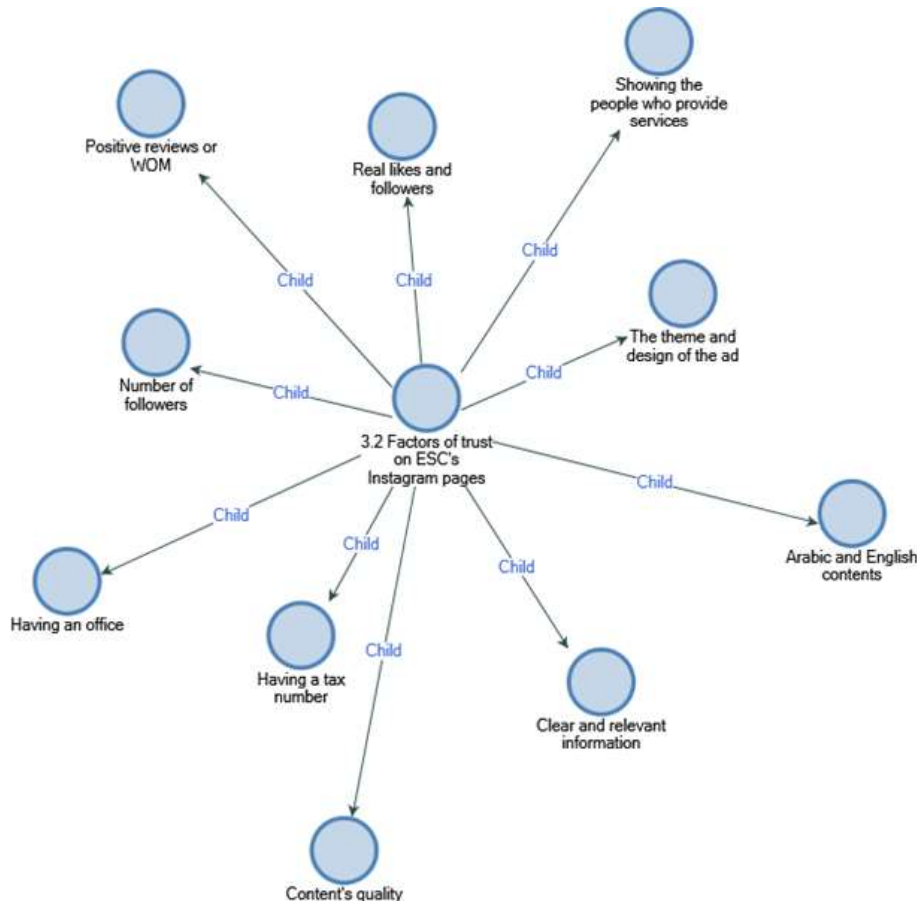 Showing the
people who provide
services
Positive reviews or
WOM
Real likes and
followers
Child
Child
Child
The theme and
design of the ad
Child
Number of
followers
Child
3.2 Factors of trust
on ESC's
Instagram pages
Child
Arabic and English
contents
Child
Child
Child
Having an office
Child
Having a tax
number
Clear and relevant
information
Content's quality